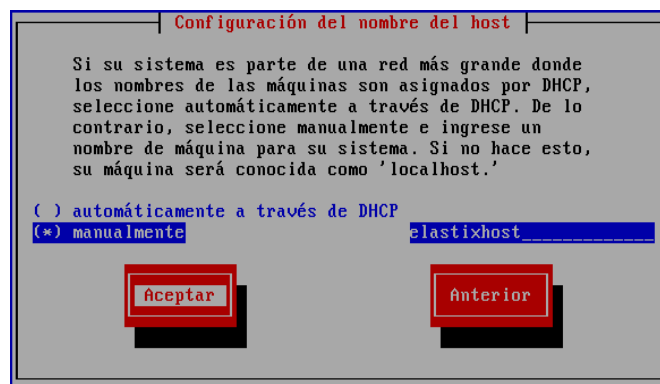 Configuración del nombre del host
Si su sistema es parte de una red más grande donde
los nombres de las máquinas son asignados por DHCP,
seleccione automáticamente a través de DHCP. De lo
contrario, seleccione manualmente e ingrese un
nombre de máquina para su sistema. Si no hace esto,
su máquina será conocida como 'localhost.'
( ) automáticamente a través de DHCP
(*) manualmente elastixhost_____________
Aceptar Anterior